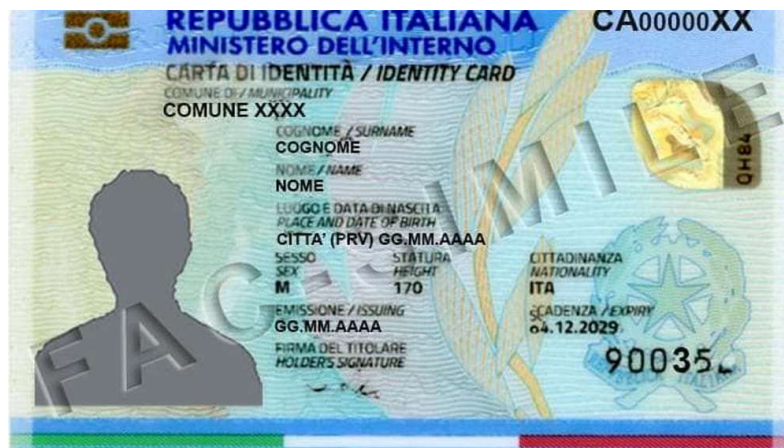 REPUBBLICA ITALIANA
CA00000XX
MINISTERO DELL'INTERNO
CARTA DI IDENTITÀ / IDENTITY CARD
COMUNE DI / MUNICIPALITY
COMUNE XXXX
COGNOME / SURNAME
COGNOME
NOME / NAME
NOME
LUOGO E DATA DI NASCITA
PLACE AND DATE OF BIRTH
CITTA' (PRV) GG.MM.AAAA
SESSO STATURA CITTADINANZA
SEX HEIGHT NATIONALITY
M 170 ITA
EMISSIONE / ISSUING SCADENZA / EXPIRY
GG.MM.AAAA 04.12.2029
FIRMA DEL TITOLARE
HOLDER'S SIGNATURE
90035
REPUBBLICA ITALIANA
QH84
FAC-SIMILE